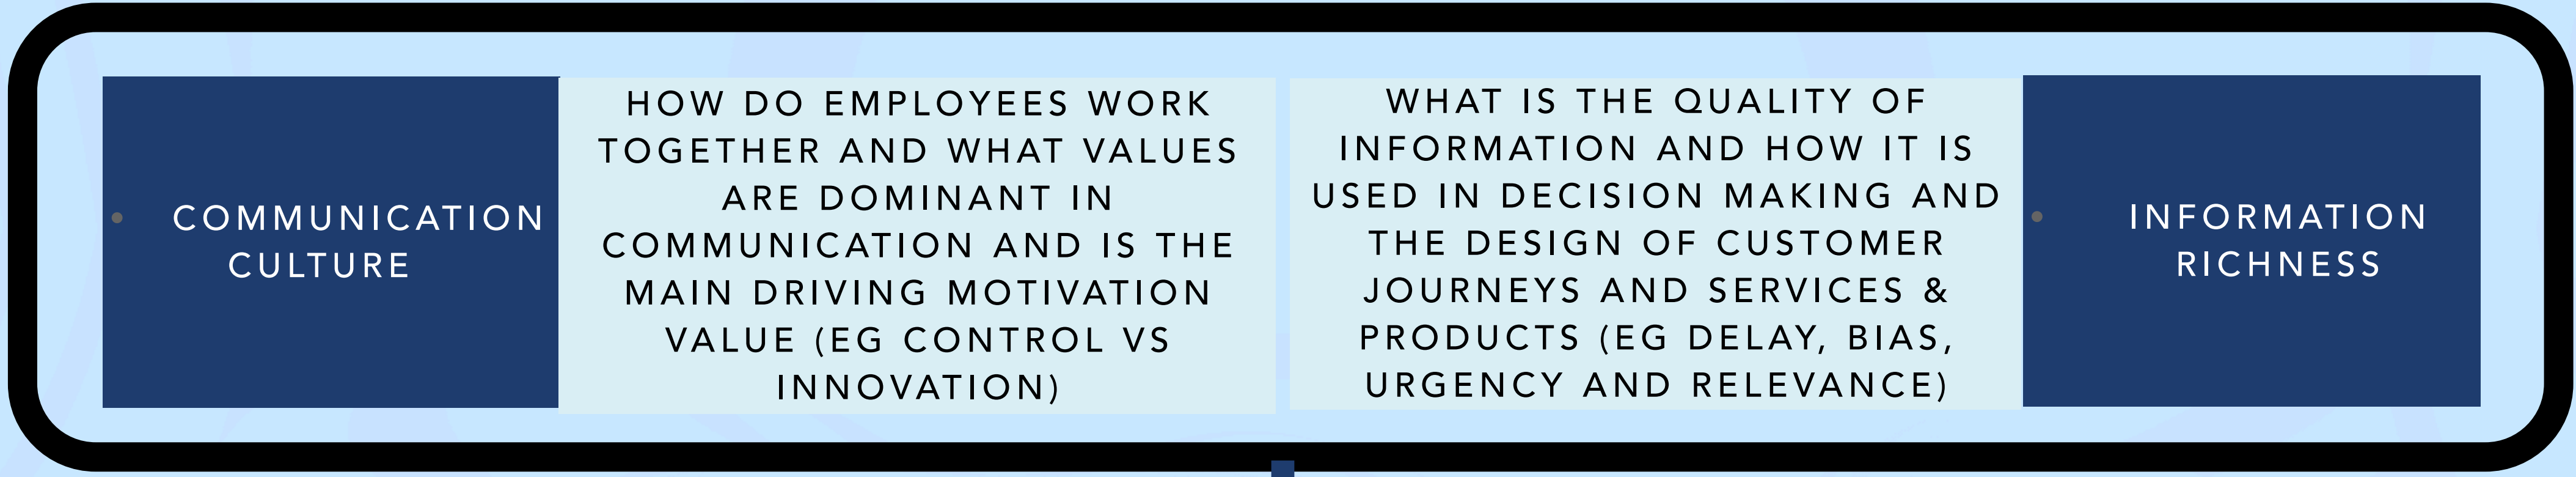 • COMMUNICATION
CULTURE
HOW DO EMPLOYEES WORK
TOGETHER AND WHAT VALUES
ARE DOMINANT IN
COMMUNICATION AND IS THE
MAIN DRIVING MOTIVATION
VALUE (EG CONTROL VS
INNOVATION)
WHAT IS THE QUALITY OF
INFORMATION AND HOW IT IS
USED IN DECISION MAKING AND
THE DESIGN OF CUSTOMER
JOURNEYS AND SERVICES &
PRODUCTS (EG DELAY, BIAS,
URGENCY AND RELEVANCE)
• INFORMATION
RICHNESS